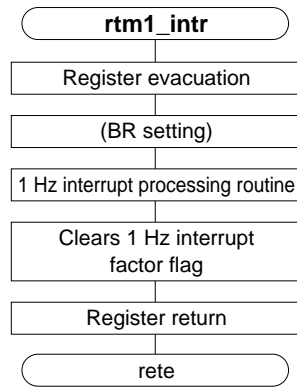 rtm1_intr
Register evacuation
(BR setting)
1 Hz interrupt processing routine
Clears 1 Hz interrupt
factor flag
Register return
rete